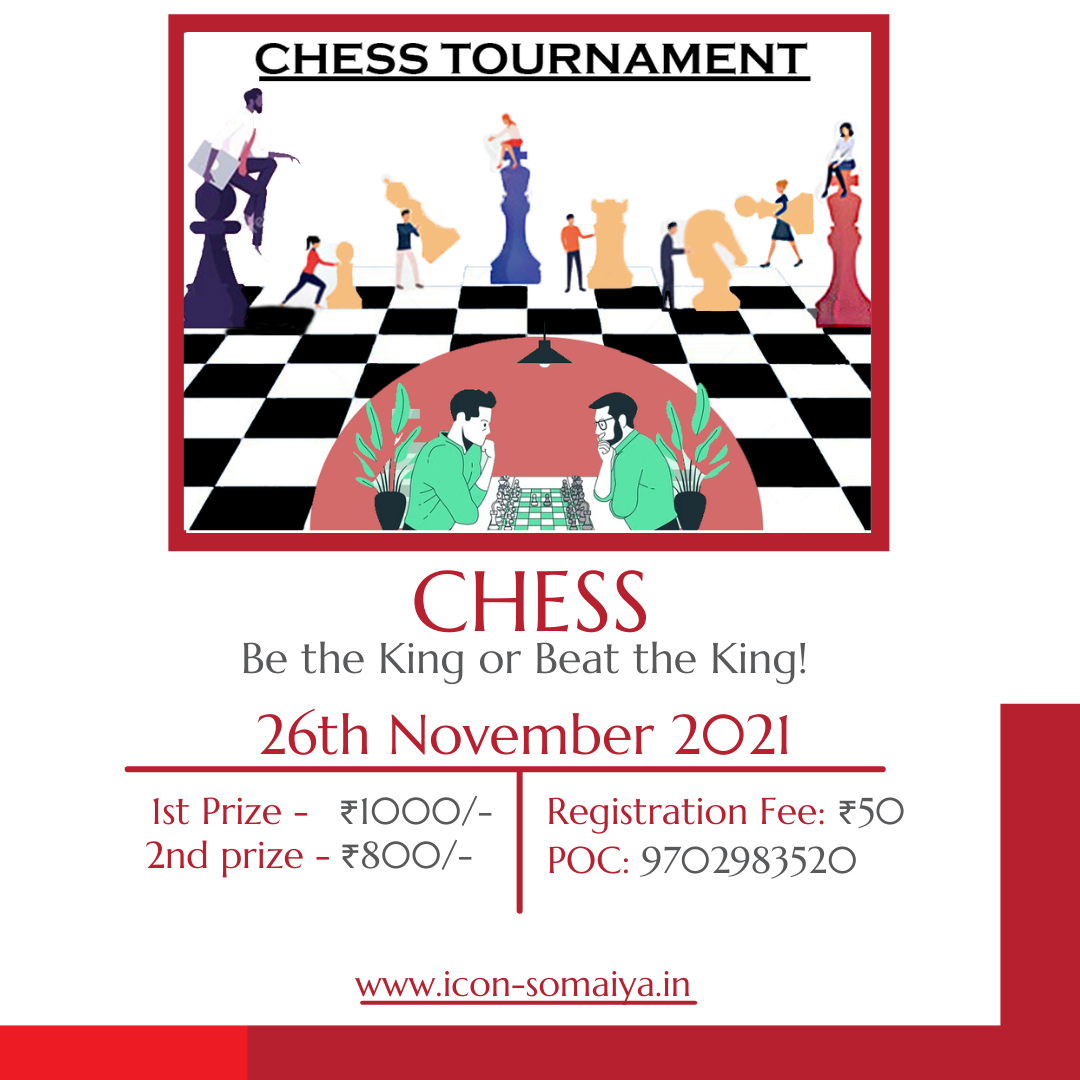 CHESS TOURNAMENT
CHESS
Be the King or Beat the King!
26th November 2021
1st Prize - ₹1000/-
2nd prize - ₹800/-
Registration Fee: ₹50
POC: 9702983520
www.icon-somaiya.in